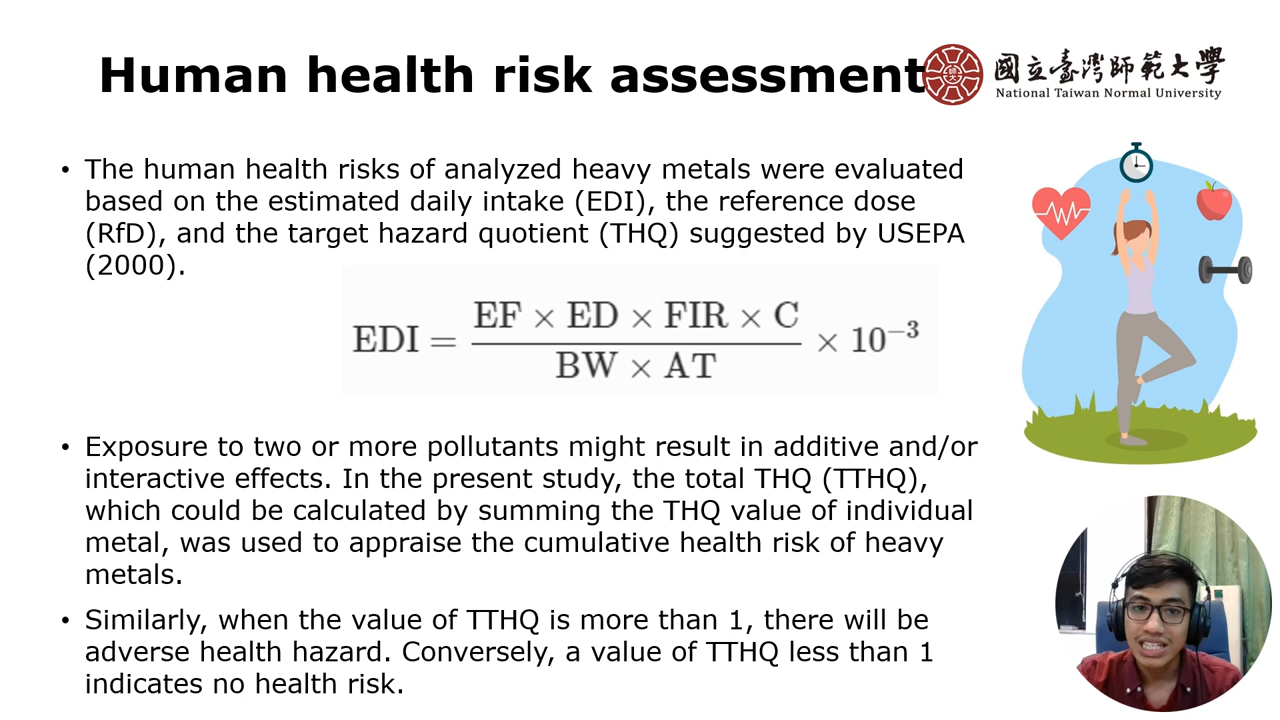 Human health risk assessment
國立臺灣師範大學
National Taiwan Normal University
• The human health risks of analyzed heavy metals were evaluated
based on the estimated daily intake (EDI), the reference dose
(RfD), and the target hazard quotient (THQ) suggested by USEPA
(2000).
EDI = EF × ED × FIR × C / BW × AT × 10⁻³
• Exposure to two or more pollutants might result in additive and/or
interactive effects. In the present study, the total THQ (TTHQ),
which could be calculated by summing the THQ value of individual
metal, was used to appraise the cumulative health risk of heavy
metals.
• Similarly, when the value of TTHQ is more than 1, there will be
adverse health hazard. Conversely, a value of TTHQ less than 1
indicates no health risk.